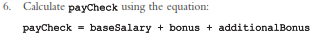 6. Calculate payCheck using the equation:
payCheck = baseSalary + bonus + additionalBonus